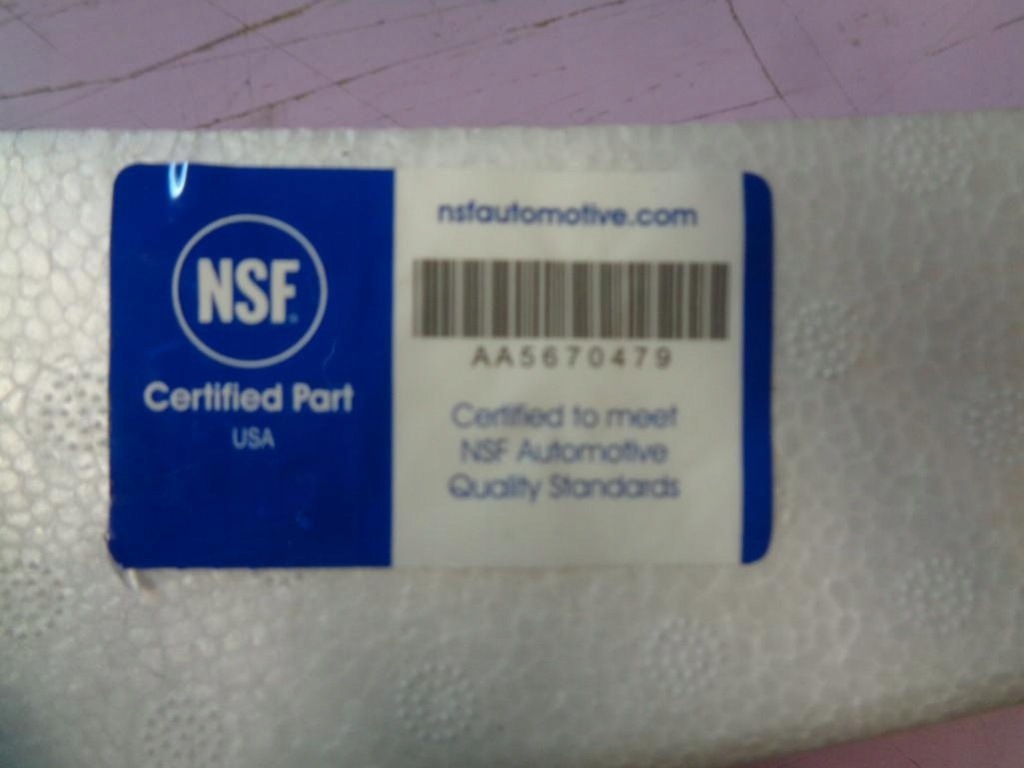 NSF
Certified Part
USA
nsfautomotive.com
AA5670479
Certified to meet
NSF Automotive
Quality Standards